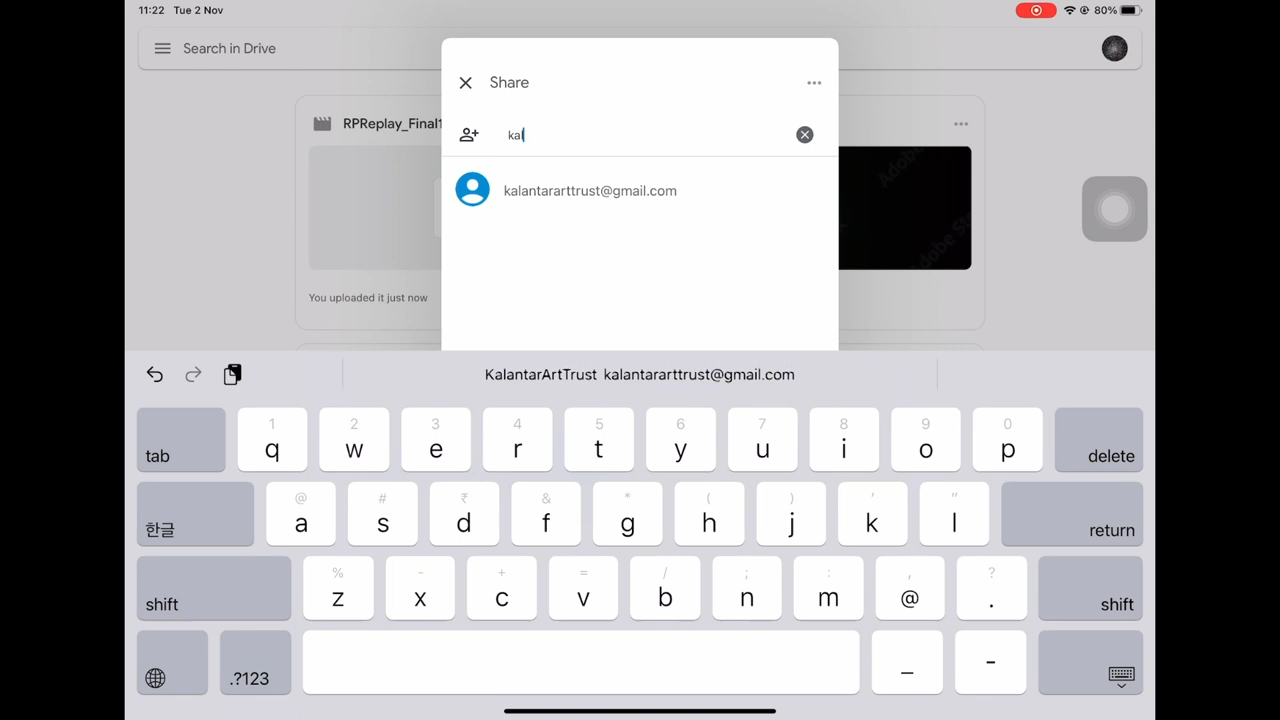 11:22 Tue 2 Nov 80%
Search in Drive
Share
RPReplay_Final1
kal
kalantararttrust@gmail.com
You uploaded it just now
KalantarArtTrust kalantararttrust@gmail.com
1 2 3 4 5 6 7 8 9 0
tab q w e r t y u i o p delete
@ # ₹ & * ( ) ' "
한글 a s d f g h j k l return
% - + = / ; : , ?
shift z x c v b n m @ . shift
.?123 _ -